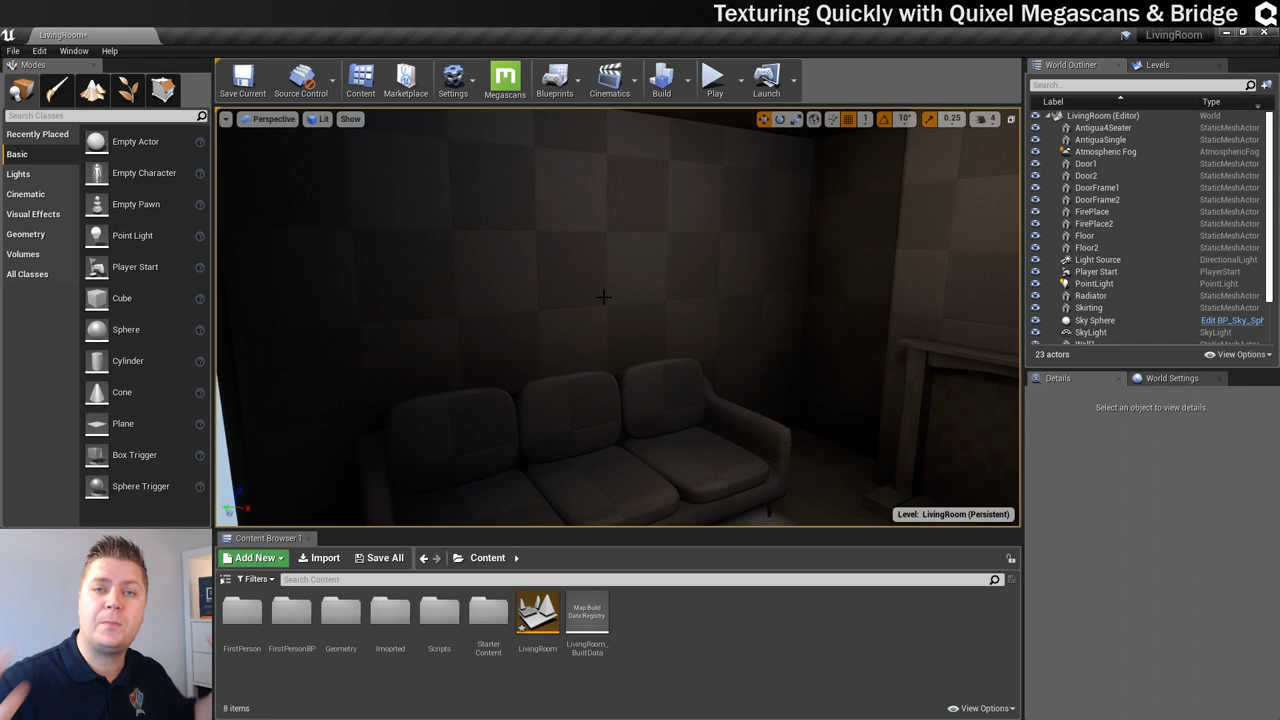 Texturing Quickly with Quixel Megascans & Bridge
LivingRoom*
LivingRoom
File Edit Window Help
Modes
Search Classes
Recently Placed
Basic
Lights
Cinematic
Visual Effects
Geometry
Volumes
All Classes
Empty Actor
Empty Character
Empty Pawn
Point Light
Player Start
Cube
Sphere
Cylinder
Cone
Plane
Box Trigger
Sphere Trigger
Save Current
Source Control
Content
Marketplace
Settings
Megascans
Blueprints
Cinematics
Build
Play
Launch
Perspective Lit Show
1 10° 0.25 4
Level: LivingRoom (Persistent)
World Outliner Levels
Search...
Label Type
LivingRoom (Editor) World
Antigua4Seater StaticMeshActor
AntiguaSingle StaticMeshActor
Atmospheric Fog AtmosphericFog
Door1 StaticMeshActor
Door2 StaticMeshActor
DoorFrame1 StaticMeshActor
DoorFrame2 StaticMeshActor
FirePlace StaticMeshActor
FirePlace2 StaticMeshActor
Floor StaticMeshActor
Floor2 StaticMeshActor
Light Source DirectionalLight
Player Start PlayerStart
PointLight PointLight
Radiator StaticMeshActor
Skirting StaticMeshActor
Sky Sphere Edit BP_Sky_Sph
SkyLight SkyLight
23 actors View Options
Details World Settings
Select an object to view details.
Content Browser 1
Add New Import Save All Content
Filters Search Content
Map Build
Data Registry
FirstPerson
FirstPersonBP
Geometry
Imoprted
Scripts
Starter
Content
LivingRoom
LivingRoom_
BuiltData
8 items View Options